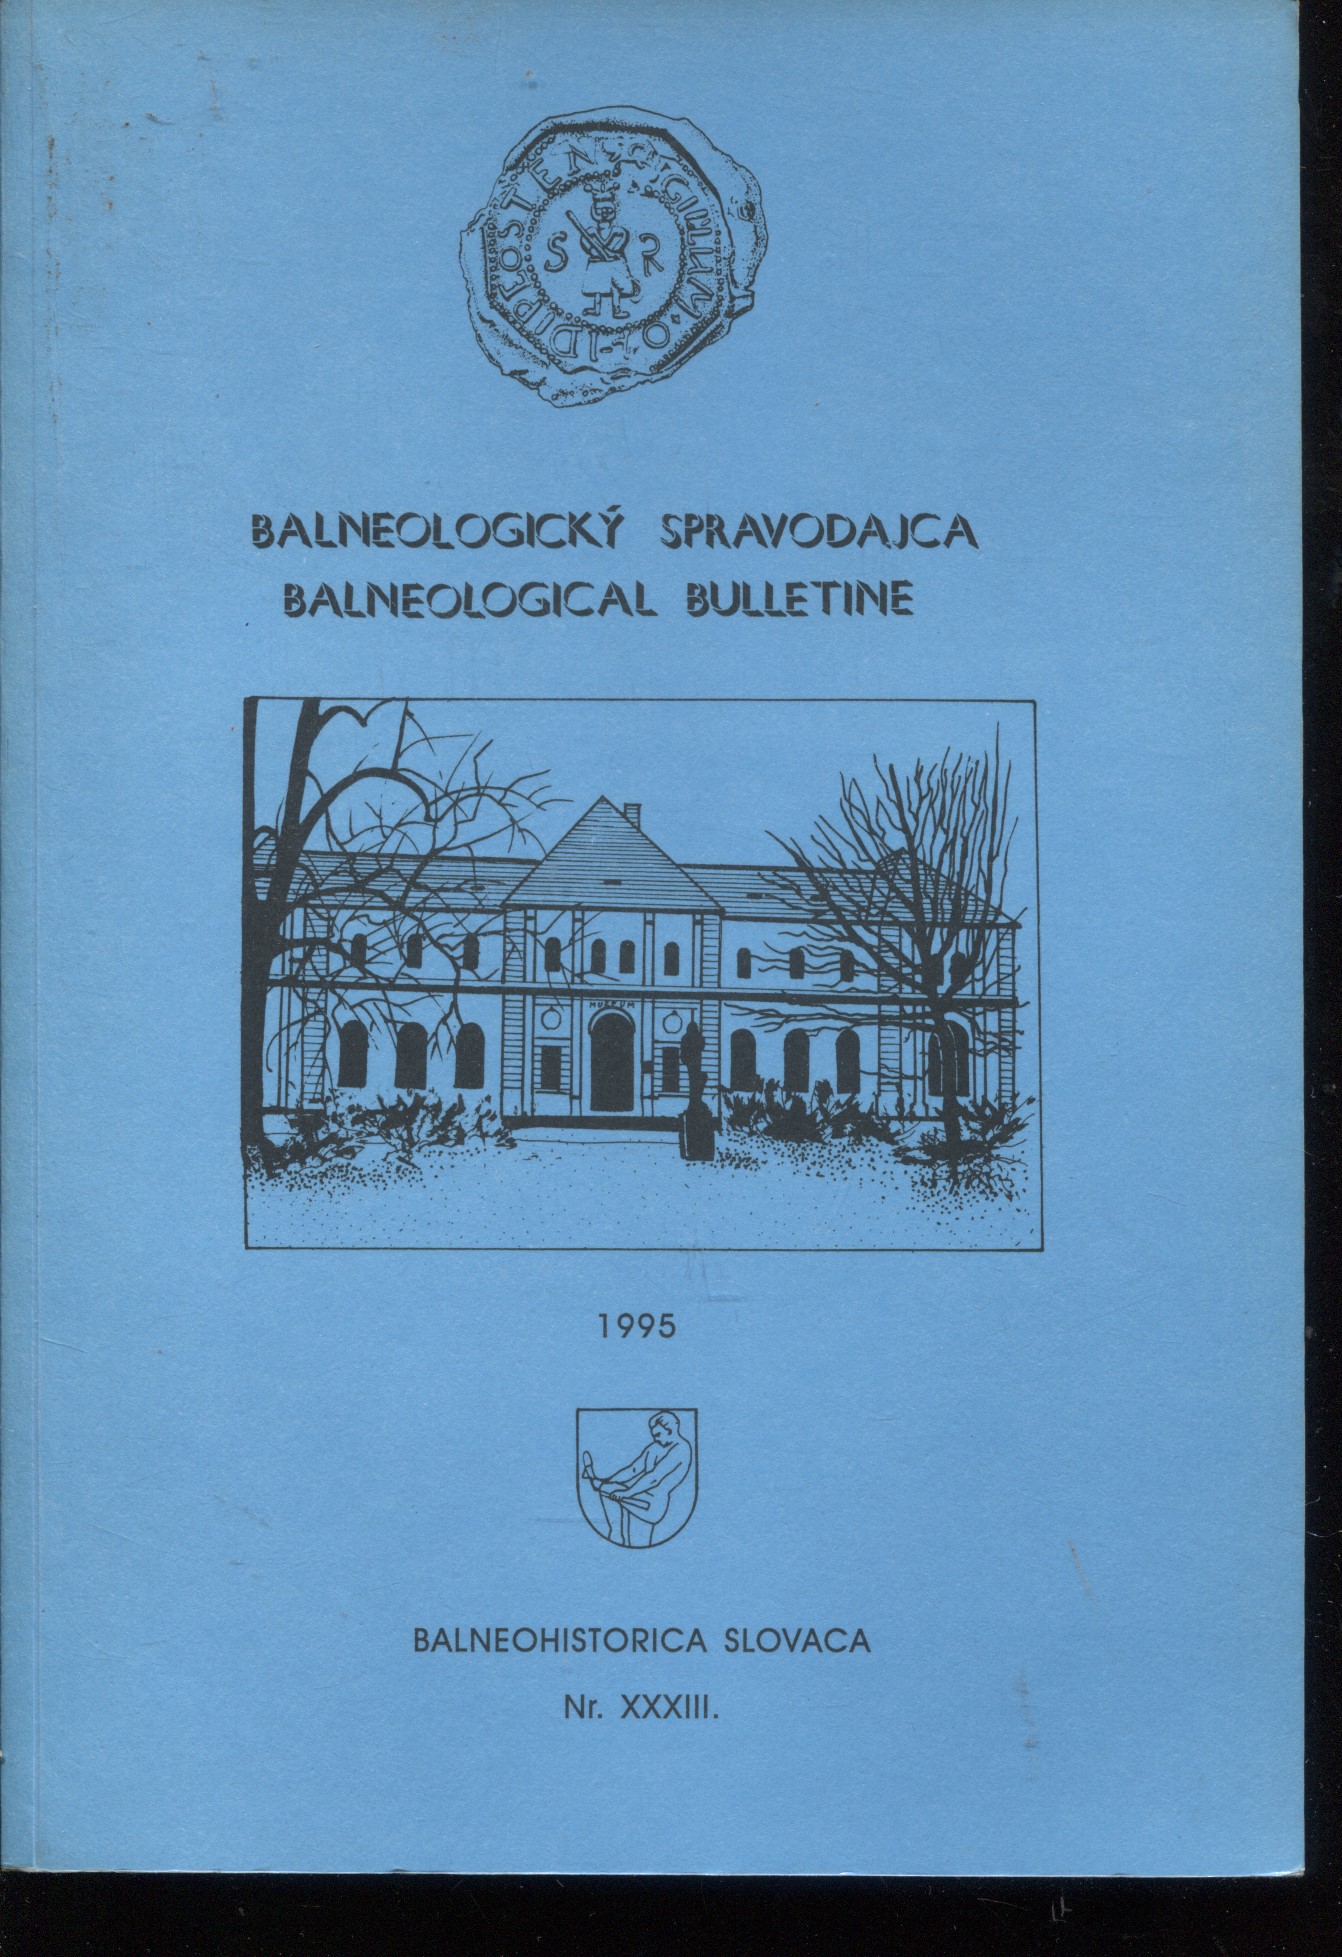 S R
BALNEOLOGICKÝ SPRAVODAJCA
BALNEOLOGICAL BULLETINE
MUZEUM
1995
BALNEOHISTORICA SLOVACA
Nr. XXXIII.